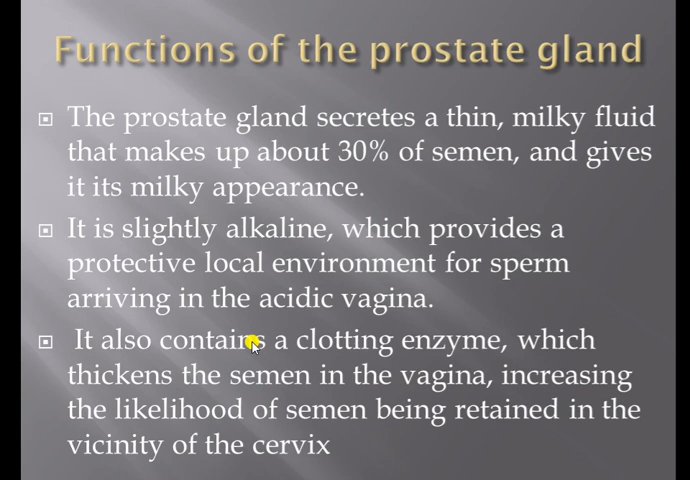 Functions of the prostate gland
The prostate gland secretes a thin, milky fluid
that makes up about 30% of semen, and gives
it its milky appearance.
It is slightly alkaline, which provides a
protective local environment for sperm
arriving in the acidic vagina.
It also contains a clotting enzyme, which
thickens the semen in the vagina, increasing
the likelihood of semen being retained in the
vicinity of the cervix